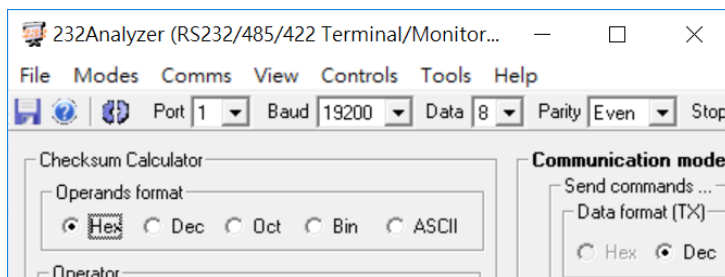 232Analyzer (RS232/485/422 Terminal/Monitor...
File Modes Comms View Controls Tools Help
Port 1 Baud 19200 Data 8 Parity Even Stop
Checksum Calculator
Operands format
Hex Dec Oct Bin ASCII
Operator
Communication mode
Send commands ...
Data format (TX)
Hex Dec